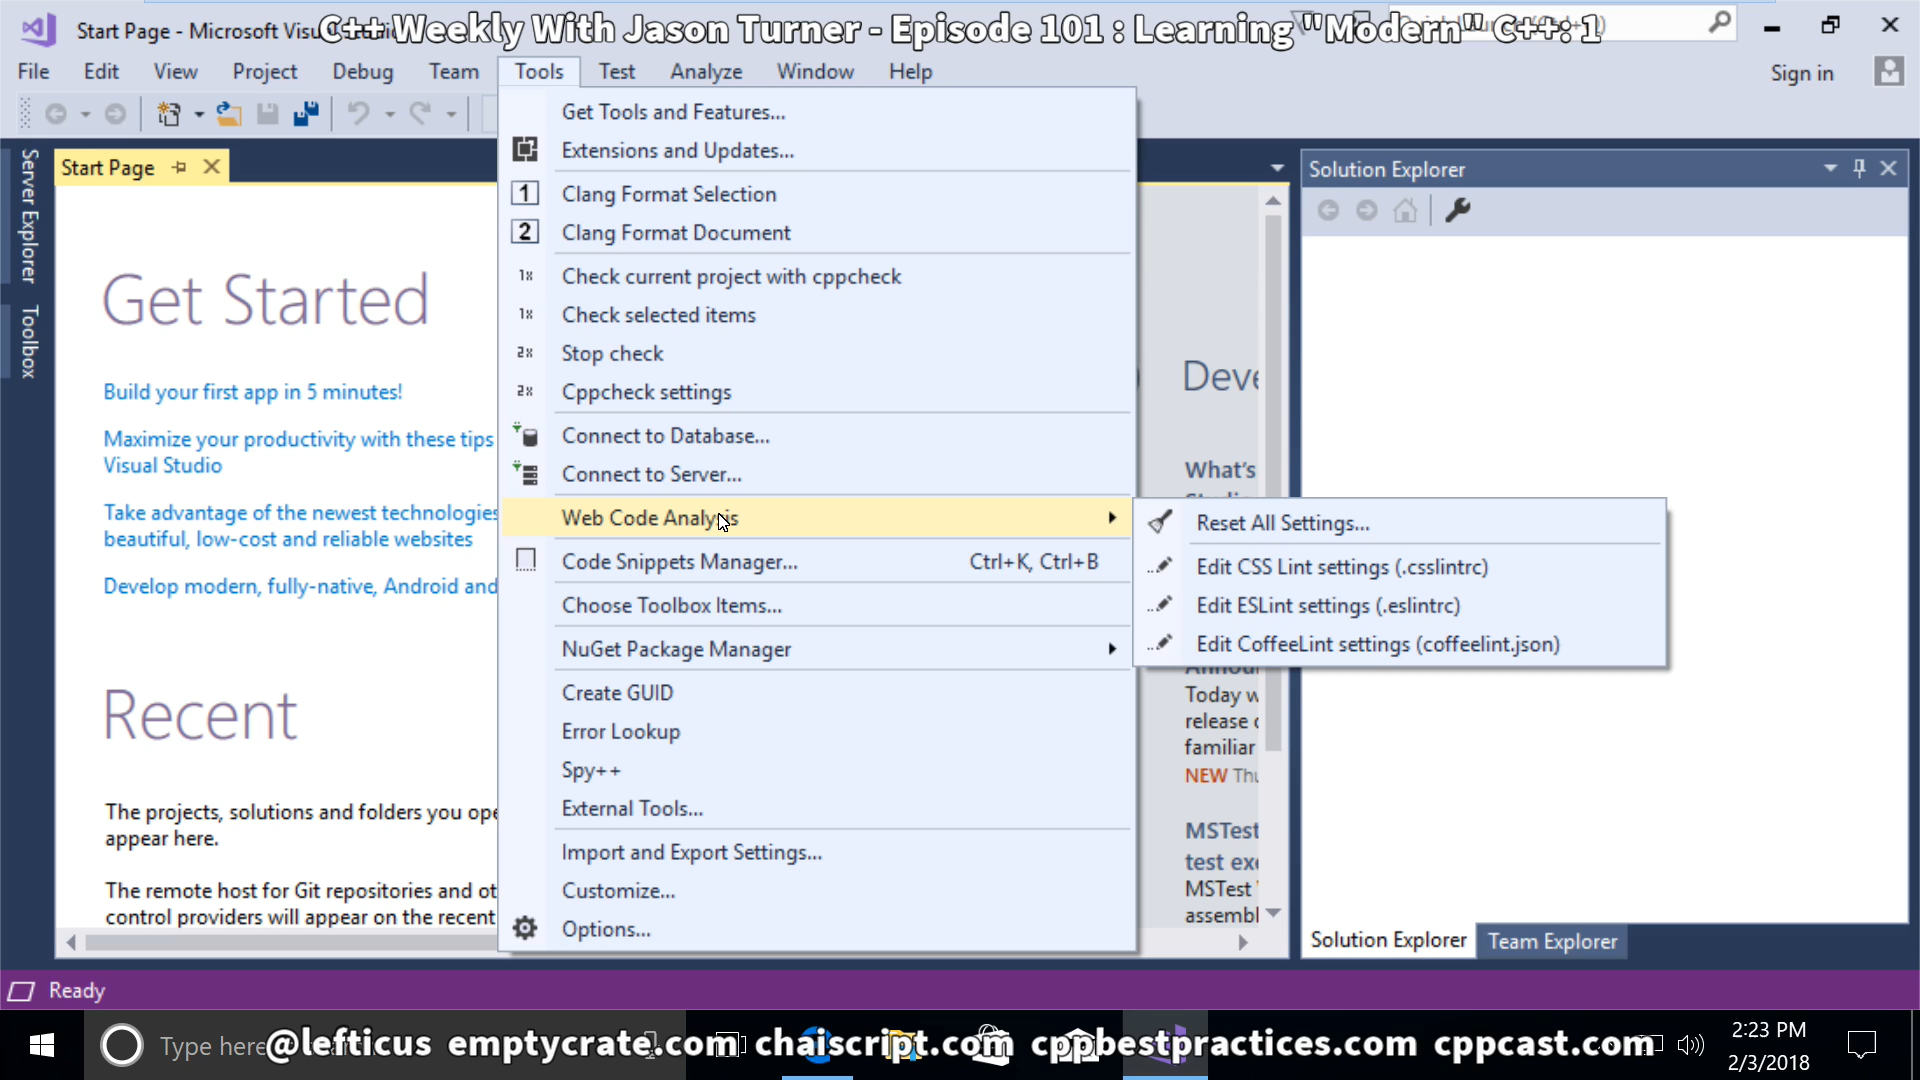 C++ Weekly With Jason Turner - Episode 101 : Learning "Modern" C++: 1
Start Page - Microsoft Visual Studio
File Edit View Project Debug Team Tools Test Analyze Window Help
Sign in
Server Explorer
Toolbox
Start Page
Get Started
Build your first app in 5 minutes!
Maximize your productivity with these tips
Visual Studio
Take advantage of the newest technologies
beautiful, low-cost and reliable websites
Develop modern, fully-native, Android and
Recent
The projects, solutions and folders you ope
appear here.
The remote host for Git repositories and ot
control providers will appear on the recent
Get Tools and Features...
Extensions and Updates...
1 Clang Format Selection
2 Clang Format Document
1x Check current project with cppcheck
1x Check selected items
2x Stop check
2x Cppcheck settings
Connect to Database...
Connect to Server...
Web Code Analysis
Code Snippets Manager... Ctrl+K, Ctrl+B
Choose Toolbox Items...
NuGet Package Manager
Create GUID
Error Lookup
Spy++
External Tools...
Import and Export Settings...
Customize...
Options...
Reset All Settings...
Edit CSS Lint settings (.csslintrc)
Edit ESLint settings (.eslintrc)
Edit CoffeeLint settings (coffeelint.json)
Deve
What's
Today w
release
familiar
NEW Thu
MSTest
test exe
MSTest
assembl
Solution Explorer
Solution Explorer Team Explorer
Ready
Type here
@lefticus emptycrate.com chaiscript.com cppbestpractices.com cppcast.com
2:23 PM
2/3/2018